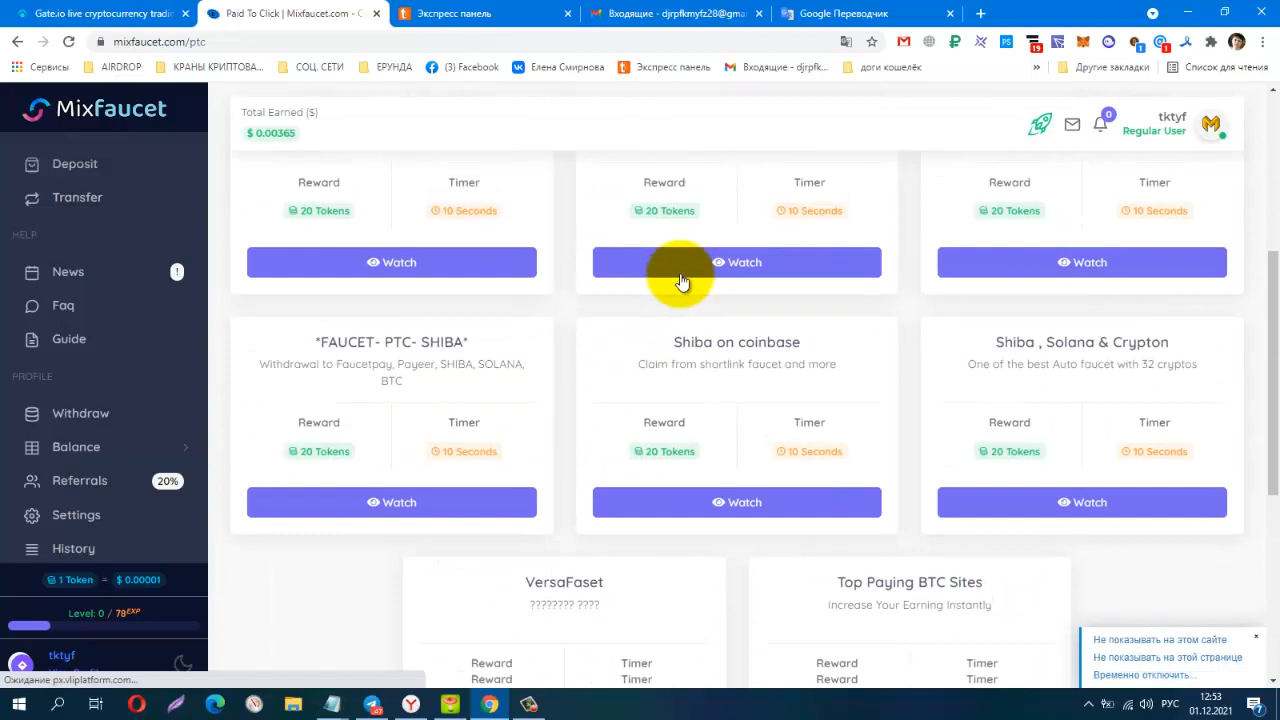 Gate.io live cryptocurrency tradin
Paid To Click | Mixfaucet.com - C
Экспресс панель
Входящие - djrpfkmyfz28@gma
Google Переводчик
mixfaucet.com/ptc
19
1
1
Сервисы
AIRDROP
КРАНЫ КРИПТОВА...
СОЦ. СЕТИ
ЕРУНДА
(3) Facebook
Елена Смирнова
Экспресс панель
Входящие - djrpfk...
доги кошелёк
»
Другие закладки
Список для чтения
Mixfaucet
Deposit
Transfer
HELP
News
!
Faq
Guide
PROFILE
Withdraw
Balance
Referrals
20%
Settings
History
1 Token = $ 0.00001
Level: 0 / 78EXP
tktyf
Total Earned ($)
$ 0.00365
0
tktyf
Regular User
Reward Timer
20 Tokens 10 Seconds
Watch
Reward Timer
20 Tokens 10 Seconds
Watch
Reward Timer
20 Tokens 10 Seconds
Watch
*FAUCET- PTC- SHIBA*
Withdrawal to Faucetpay, Payeer, SHIBA, SOLANA,
BTC
Reward Timer
20 Tokens 10 Seconds
Watch
Shiba on coinbase
Claim from shortlink faucet and more
Reward Timer
20 Tokens 10 Seconds
Watch
Shiba , Solana & Crypton
One of the best Auto faucet with 32 cryptos
Reward Timer
20 Tokens 10 Seconds
Watch
VersaFaset
???????? ????
Reward Timer
Reward Timer
Top Paying BTC Sites
Increase Your Earning Instantly
Reward Timer
Reward Timer
Не показывать на этом сайте
Не показывать на этой странице
Временно отключить...
Ожидание px.vliplatform.com...
РУС
12:53
01.12.2021